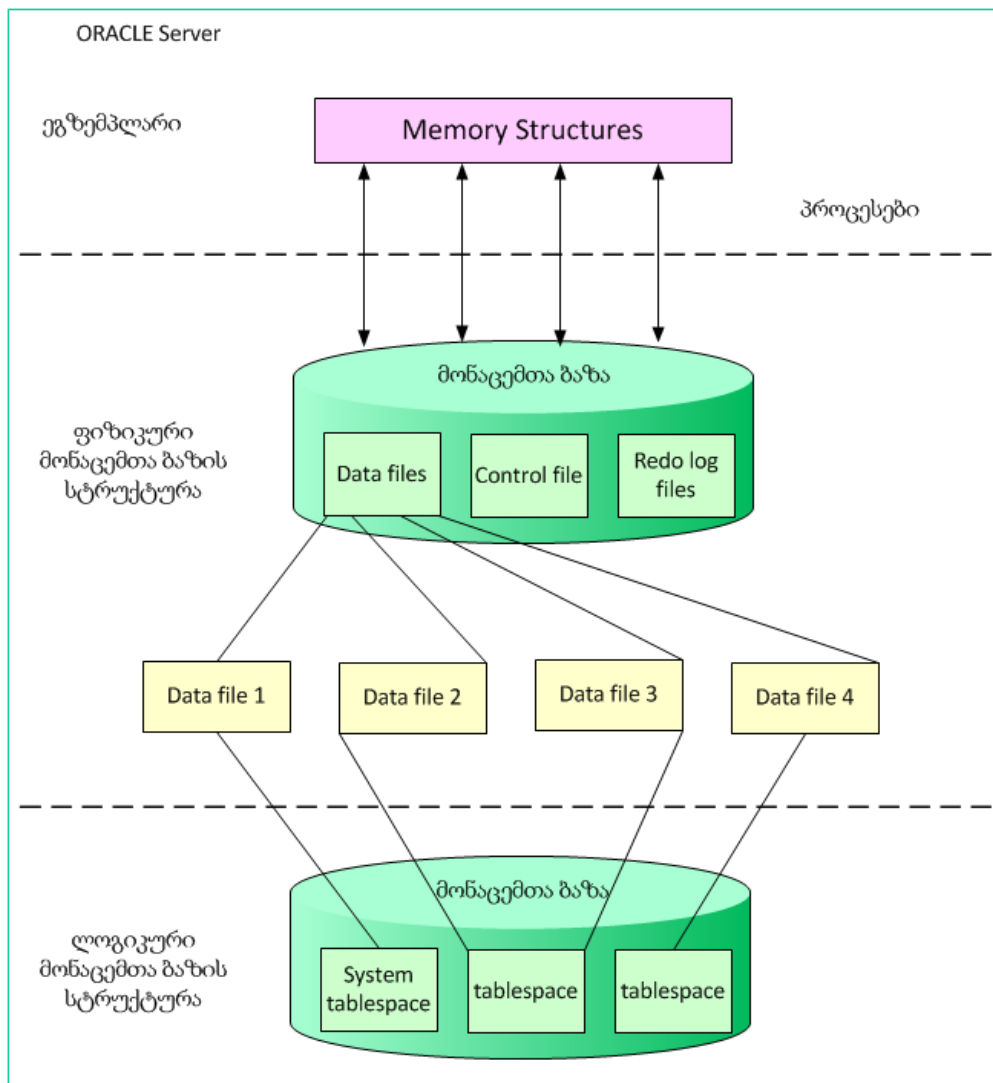 ORACLE Server
ეგზემპლარი
Memory Structures
პროცესები
მონაცემთა ბაზა
ფიზიკური
მონაცემთა ბაზის
სტრუქტურა
Data files
Control file
Redo log
files
Data file 1
Data file 2
Data file 3
Data file 4
მონაცემთა ბაზა
ლოგიკური
მონაცემთა ბაზის
სტრუქტურა
System
tablespace
tablespace
tablespace